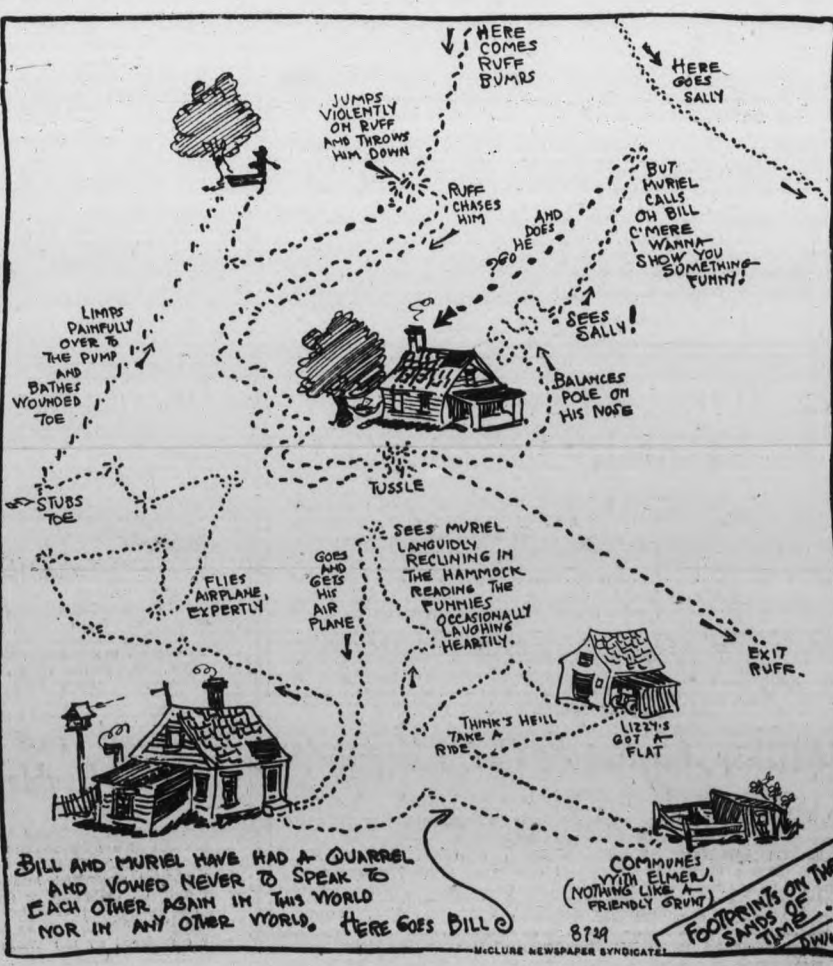 HERE
COMES
RUFF
BUMPS
HERE
GOES
SALLY
JUMPS
VIOLENTLY
ON RUFF
AND THROWS
HIM DOWN
RUFF
CHASES
HIM
AND
DOES
HE
GO
BUT
MURIEL
CALLS
OH BILL
C'MERE
I WANNA
SHOW YOU
SOMETHING
FUNNY!
SEES
SALLY!
LIMPS
PAINFULLY
OVER TO
THE PUMP
AND
BATHES
WOUNDED
TOE
BALANCES
POLE ON
HIS NOSE
STUBS
TOE
TUSSLE
FLIES
AIRPLANE,
EXPERTLY
GOES
AND
GETS
HIS
AIR
PLANE
SEES MURIEL
LANGUIDLY
RECLINING IN
THE HAMMOCK
READING THE
FUNNIES
OCCASIONALLY
LAUGHING
HEARTILY.
EXIT
RUFF.
THINK'S HE'LL
TAKE A
RIDE
LIZZY'S
GOT A
FLAT
COMMUNES
WITH ELMER.
(NOTHING LIKE A
FRIENDLY GRUNT)
BILL AND MURIEL HAVE HAD A QUARREL
AND VOWED NEVER TO SPEAK TO
EACH OTHER AGAIN IN THIS WORLD
NOR IN ANY OTHER WORLD. HERE GOES BILL
8729
McCLURE NEWSPAPER SYNDICATE
FOOTPRINTS ON THE
SANDS OF
TIME